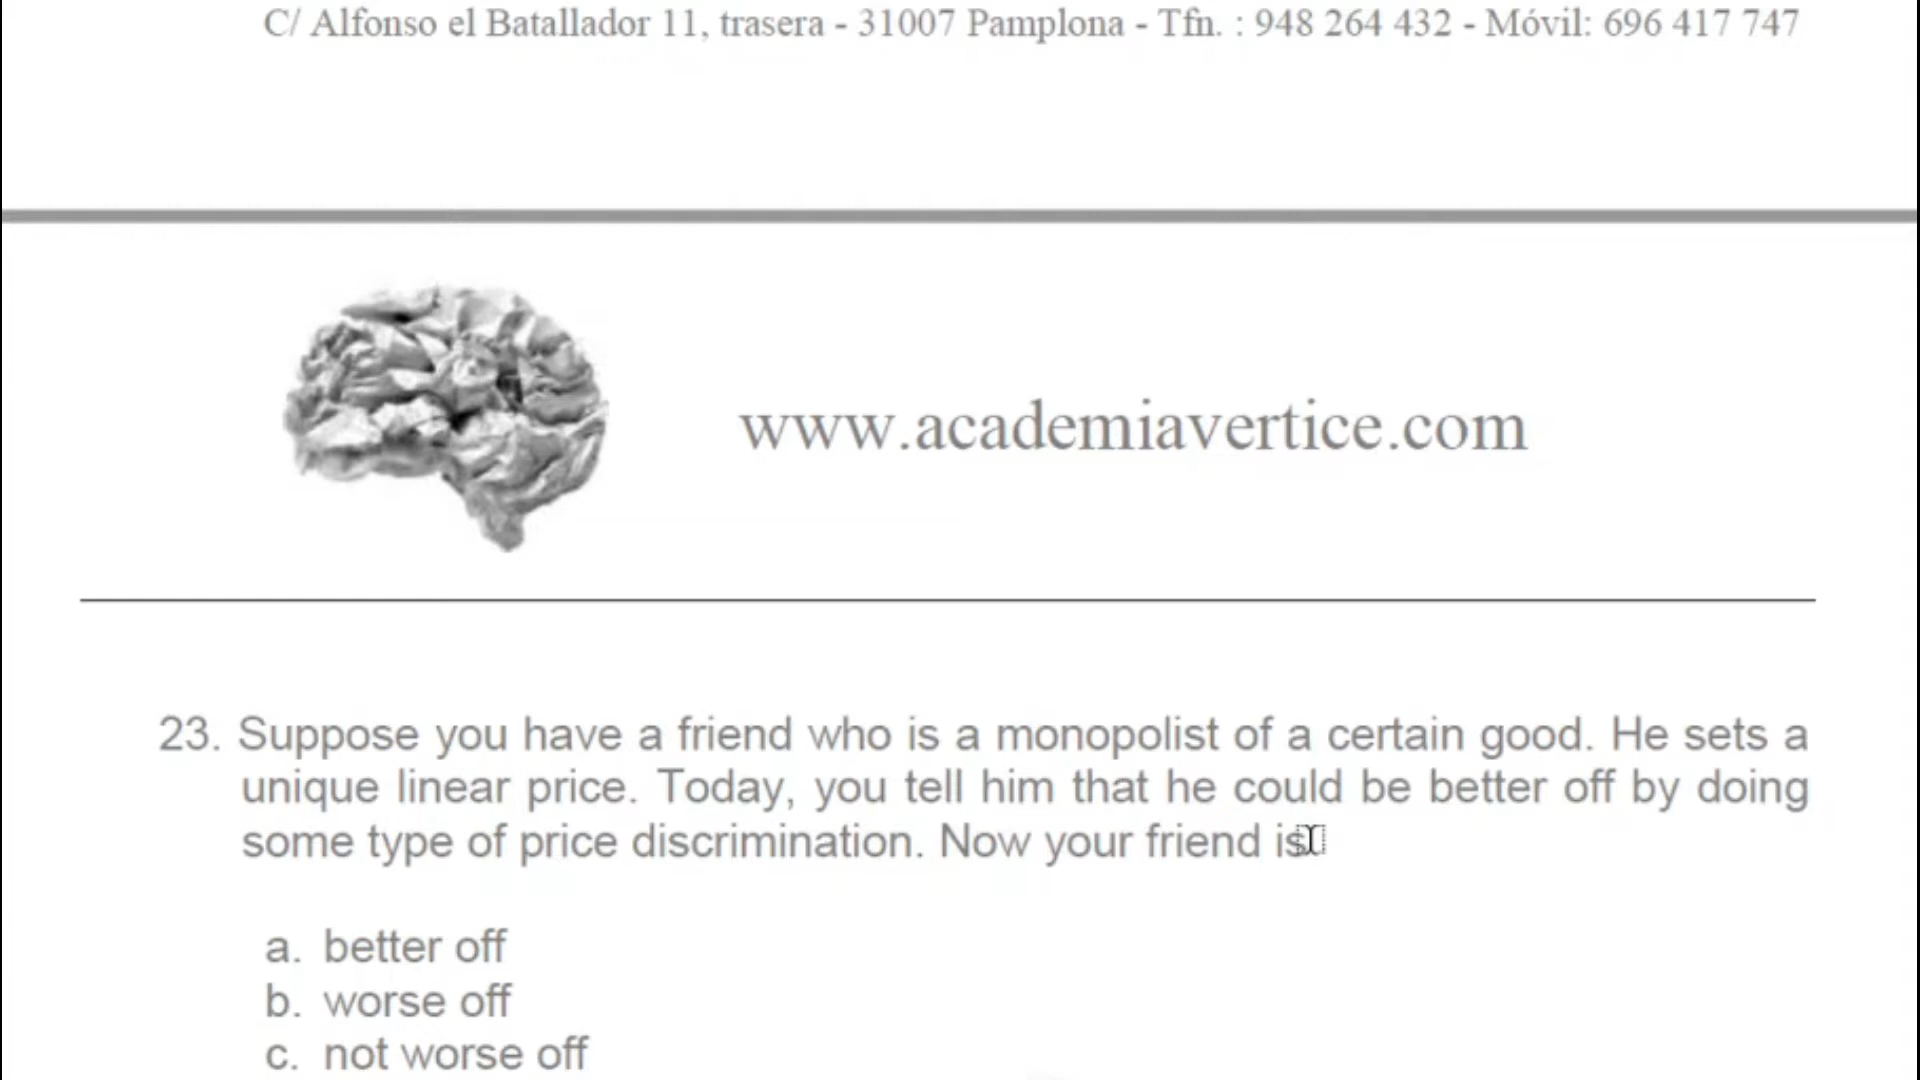 C/ Alfonso el Batallador 11, trasera - 31007 Pamplona - Tfn. : 948 264 432 - Móvil: 696 417 747
www.academiavertice.com
23. Suppose you have a friend who is a monopolist of a certain good. He sets a
unique linear price. Today, you tell him that he could be better off by doing
some type of price discrimination. Now your friend is
a. better off
b. worse off
c. not worse off